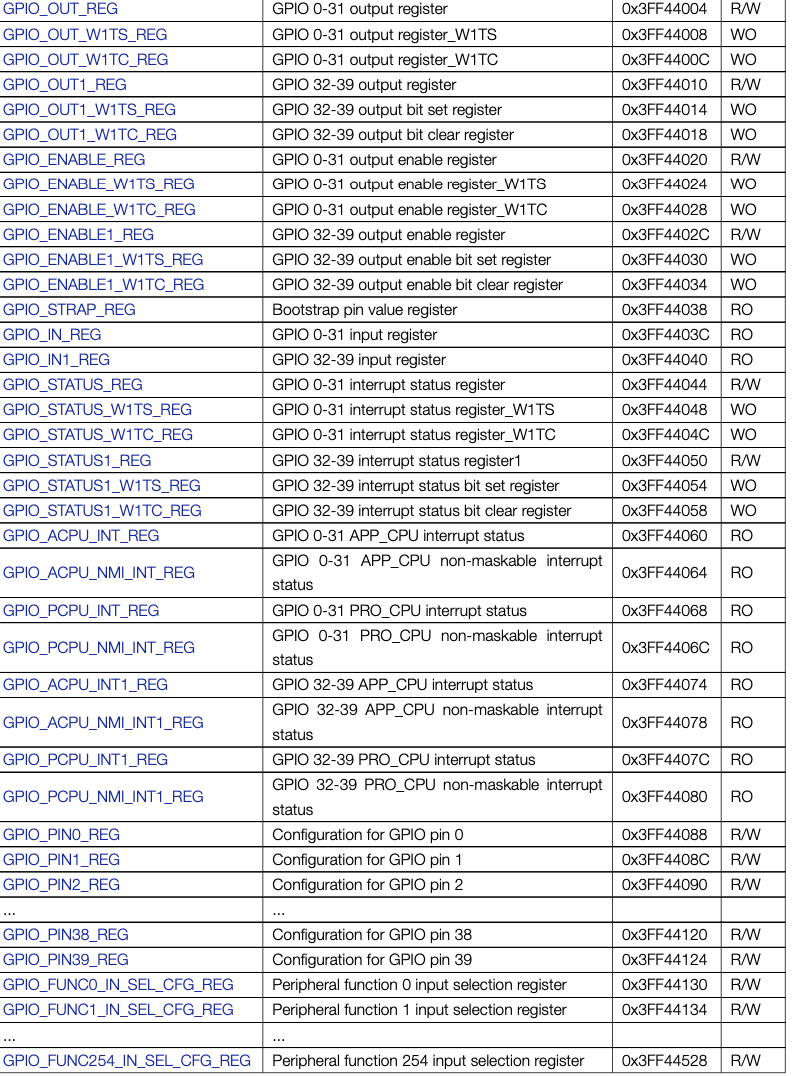 GPIO_OUT_REG GPIO 0-31 output register 0x3FF44004 R/W
GPIO_OUT_W1TS_REG GPIO 0-31 output register_W1TS 0x3FF44008 WO
GPIO_OUT_W1TC_REG GPIO 0-31 output register_W1TC 0x3FF4400C WO
GPIO_OUT1_REG GPIO 32-39 output register 0x3FF44010 R/W
GPIO_OUT1_W1TS_REG GPIO 32-39 output bit set register 0x3FF44014 WO
GPIO_OUT1_W1TC_REG GPIO 32-39 output bit clear register 0x3FF44018 WO
GPIO_ENABLE_REG GPIO 0-31 output enable register 0x3FF44020 R/W
GPIO_ENABLE_W1TS_REG GPIO 0-31 output enable register_W1TS 0x3FF44024 WO
GPIO_ENABLE_W1TC_REG GPIO 0-31 output enable register_W1TC 0x3FF44028 WO
GPIO_ENABLE1_REG GPIO 32-39 output enable register 0x3FF4402C R/W
GPIO_ENABLE1_W1TS_REG GPIO 32-39 output enable bit set register 0x3FF44030 WO
GPIO_ENABLE1_W1TC_REG GPIO 32-39 output enable bit clear register 0x3FF44034 WO
GPIO_STRAP_REG Bootstrap pin value register 0x3FF44038 RO
GPIO_IN_REG GPIO 0-31 input register 0x3FF4403C RO
GPIO_IN1_REG GPIO 32-39 input register 0x3FF44040 RO
GPIO_STATUS_REG GPIO 0-31 interrupt status register 0x3FF44044 R/W
GPIO_STATUS_W1TS_REG GPIO 0-31 interrupt status register_W1TS 0x3FF44048 WO
GPIO_STATUS_W1TC_REG GPIO 0-31 interrupt status register_W1TC 0x3FF4404C WO
GPIO_STATUS1_REG GPIO 32-39 interrupt status register1 0x3FF44050 R/W
GPIO_STATUS1_W1TS_REG GPIO 32-39 interrupt status bit set register 0x3FF44054 WO
GPIO_STATUS1_W1TC_REG GPIO 32-39 interrupt status bit clear register 0x3FF44058 WO
GPIO_ACPU_INT_REG GPIO 0-31 APP_CPU interrupt status 0x3FF44060 RO
GPIO_ACPU_NMI_INT_REG GPIO 0-31 APP_CPU non-maskable interrupt
status 0x3FF44064 RO
GPIO_PCPU_INT_REG GPIO 0-31 PRO_CPU interrupt status 0x3FF44068 RO
GPIO_PCPU_NMI_INT_REG GPIO 0-31 PRO_CPU non-maskable interrupt
status 0x3FF4406C RO
GPIO_ACPU_INT1_REG GPIO 32-39 APP_CPU interrupt status 0x3FF44074 RO
GPIO_ACPU_NMI_INT1_REG GPIO 32-39 APP_CPU non-maskable interrupt
status 0x3FF44078 RO
GPIO_PCPU_INT1_REG GPIO 32-39 PRO_CPU interrupt status 0x3FF4407C RO
GPIO_PCPU_NMI_INT1_REG GPIO 32-39 PRO_CPU non-maskable interrupt
status 0x3FF44080 RO
GPIO_PIN0_REG Configuration for GPIO pin 0 0x3FF44088 R/W
GPIO_PIN1_REG Configuration for GPIO pin 1 0x3FF4408C R/W
GPIO_PIN2_REG Configuration for GPIO pin 2 0x3FF44090 R/W
... ...
GPIO_PIN38_REG Configuration for GPIO pin 38 0x3FF44120 R/W
GPIO_PIN39_REG Configuration for GPIO pin 39 0x3FF44124 R/W
GPIO_FUNC0_IN_SEL_CFG_REG Peripheral function 0 input selection register 0x3FF44130 R/W
GPIO_FUNC1_IN_SEL_CFG_REG Peripheral function 1 input selection register 0x3FF44134 R/W
... ...
GPIO_FUNC254_IN_SEL_CFG_REG Peripheral function 254 input selection register 0x3FF44528 R/W